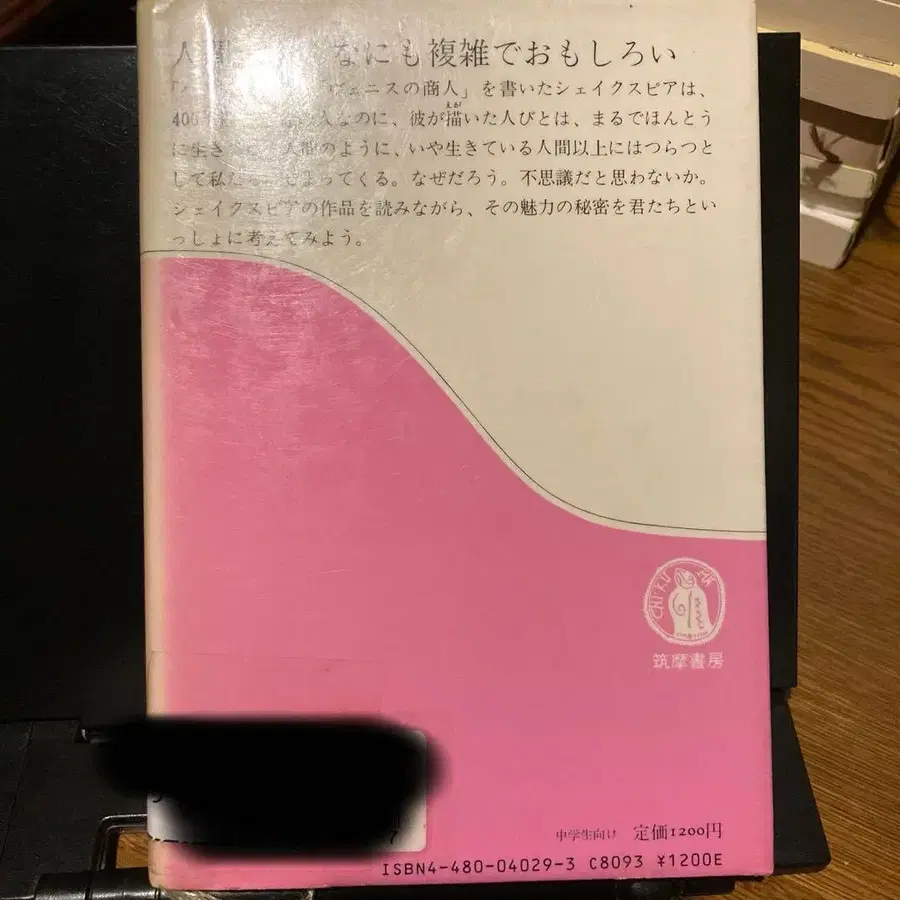 人間 なにも複雑でおもしろい
ヴェニスの商人」を書いたシェイクスピアは、
400 人なのに、彼が描いた人びとは、まるでほんとう
えが
に生き 人間のように、いや生きている人間以上にはつらつと
して私た まってくる。なぜだろう。不思議だと思わないか。
シェイクスピアの作品を読みながら、その魅力の秘密を君たちとい
っしょに考えてみよう。
CHIKUMA
筑摩書房
中学生向け 定価1200円
ISBN4-480-04029-3 C8093 ¥1200E